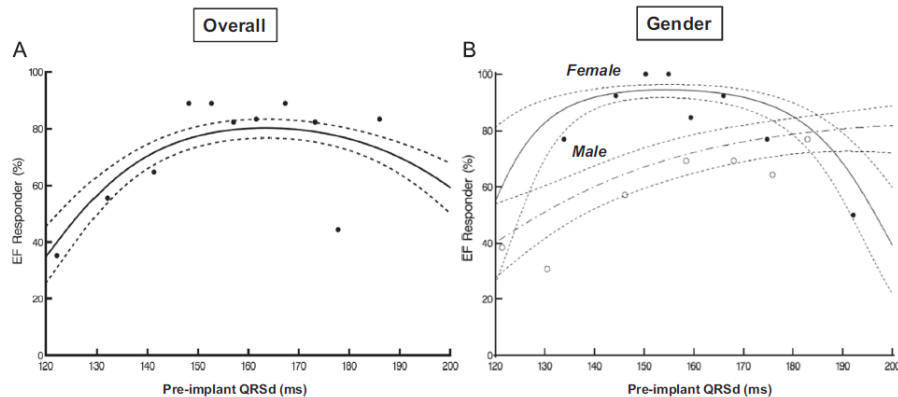 Overall
Gender
A
EF Responder (%)
100
80
60
40
20
0
120 130 140 150 160 170 180 190 200
Pre-implant QRSd (ms)
B
EF Responder (%)
100
80
60
40
20
0
Female
Male
120 130 140 150 160 170 180 190 200
Pre-implant QRSd (ms)